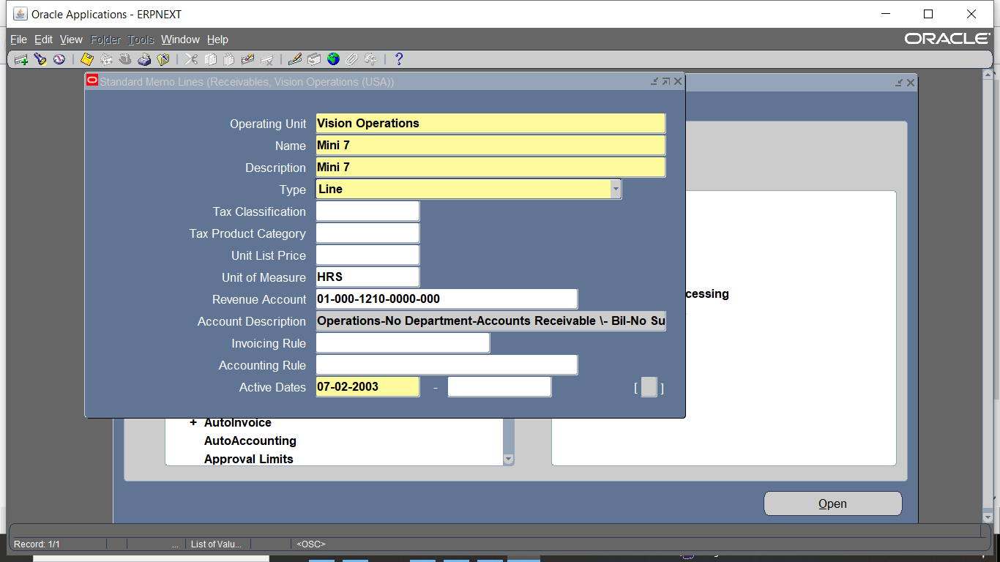 Oracle Applications - ERPNEXT
File Edit View Folder Tools Window Help
ORACLE
Standard Memo Lines (Receivables, Vision Operations (USA))
Operating Unit Vision Operations
Name Mini 7
Description Mini 7
Type Line
Tax Classification
Tax Product Category
Unit List Price
Unit of Measure HRS
Revenue Account 01-000-1210-0000-000
cessing
Account Description Operations-No Department-Accounts Receivable \- Bil-No Su
Invoicing Rule
Accounting Rule
Active Dates 07-02-2003 - [ ]
+ AutoInvoice
AutoAccounting
Approval Limits
Open
Record: 1/1 ... List of Valu... <OSC>